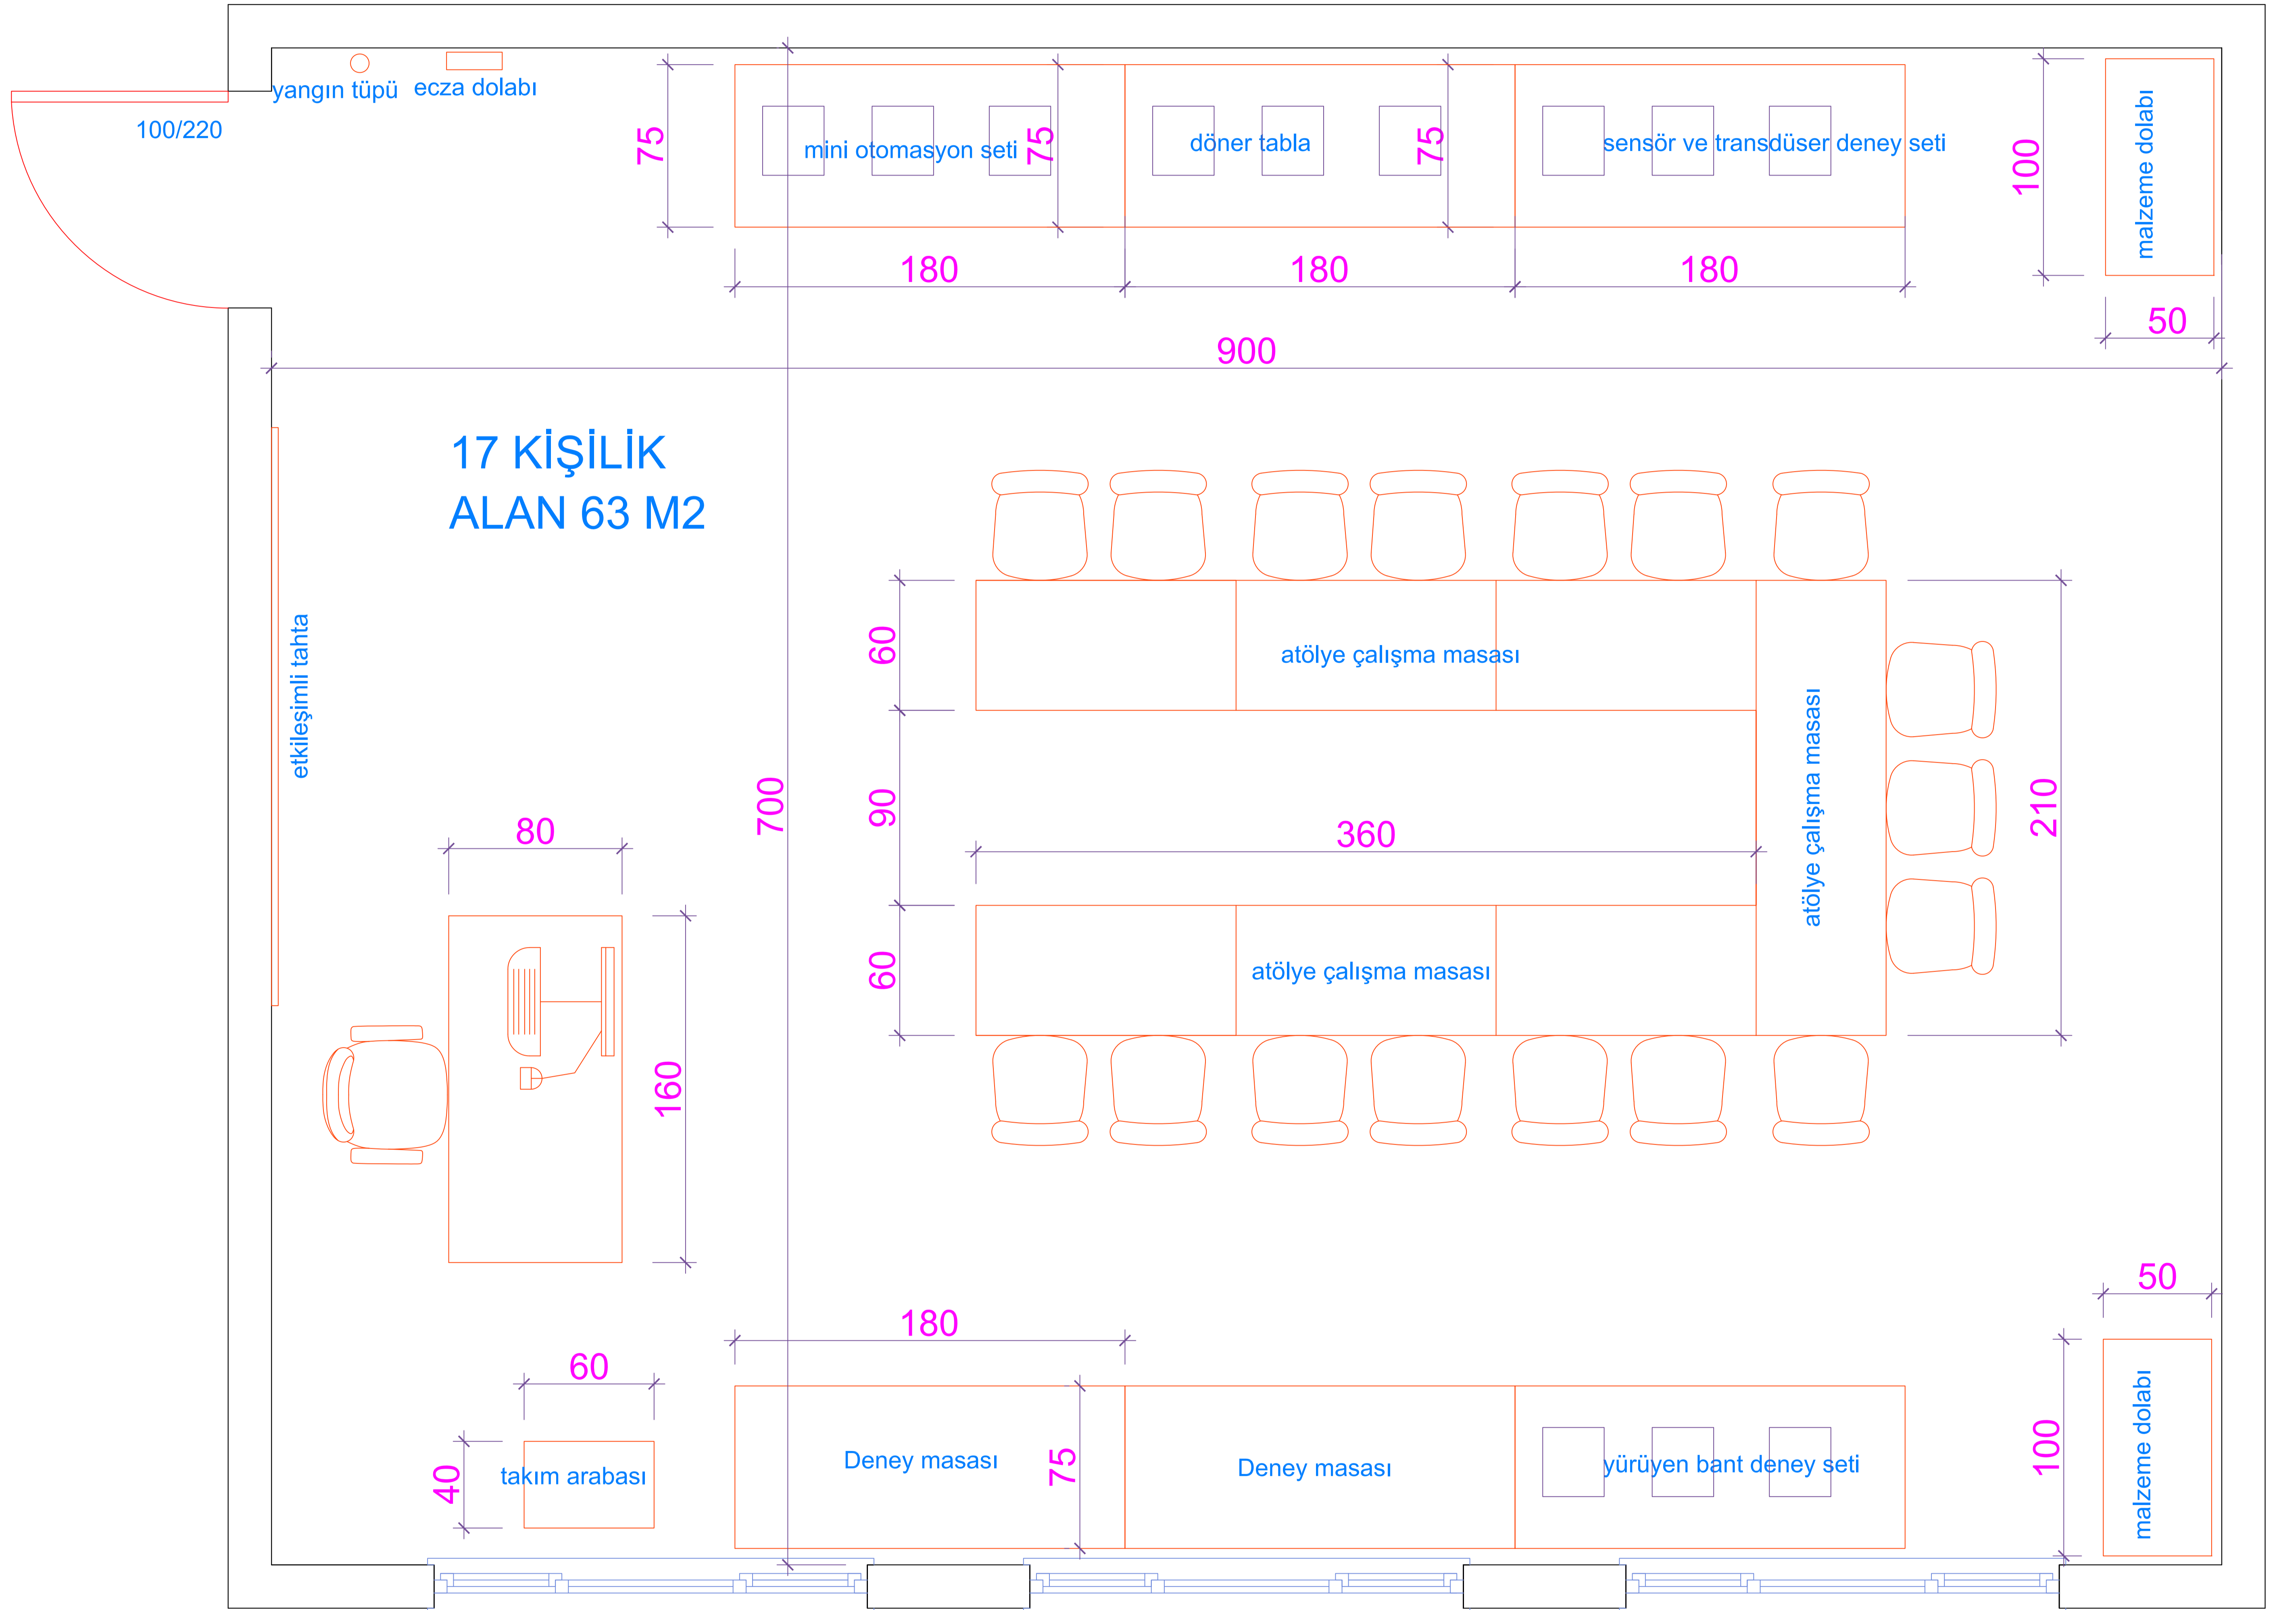 yangın tüpü
ecza dolabı
100/220
75
mini otomasyon seti
75
döner tabla
75
sensör ve transdüser deney seti
100
malzeme dolabı
180
180
180
50
900
17 KİŞİLİK
ALAN 63 M2
etkileşimli tahta
60
atölye çalışma masası
atölye çalışma masası
700
90
360
210
80
60
atölye çalışma masası
160
50
180
60
40
takım arabası
Deney masası
75
Deney masası
yürüyen bant deney seti
100
malzeme dolabı